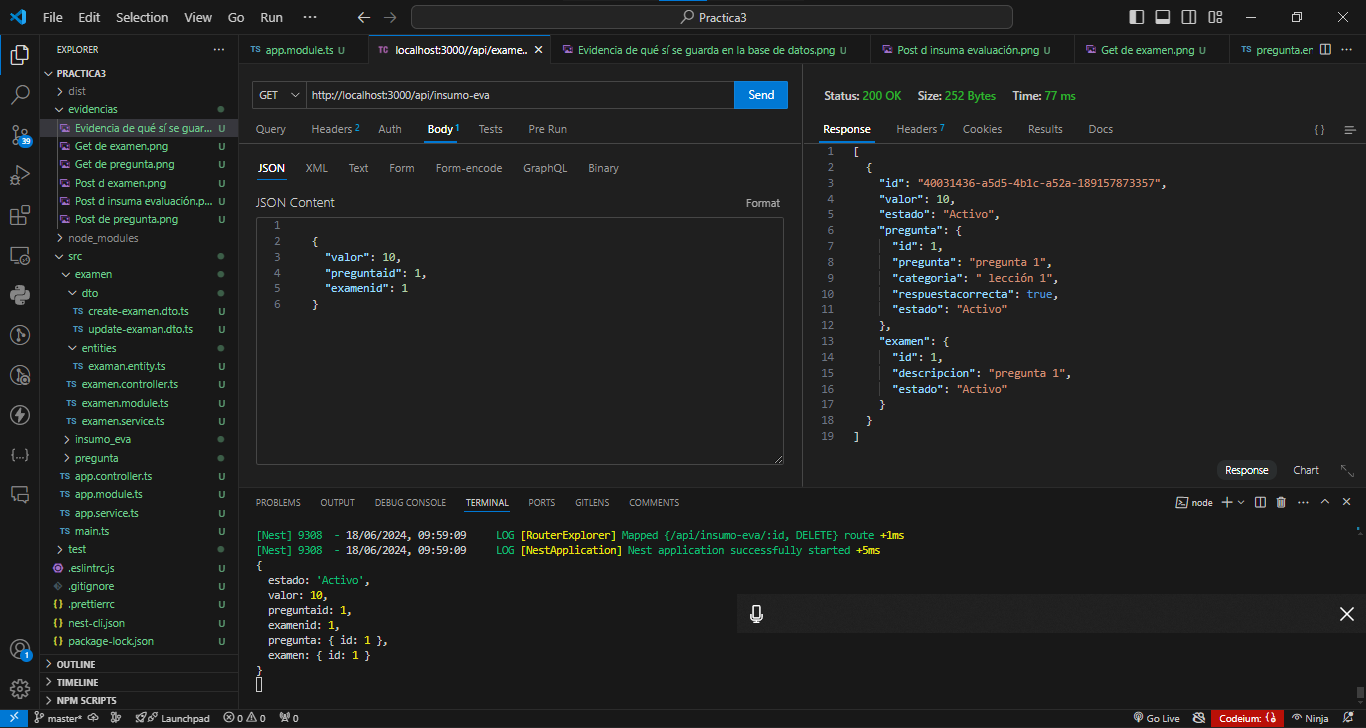 File Edit Selection View Go Run ··· Practica3
EXPLORER
PRACTICA3
dist
evidencias
Evidencia de qué sí se guar... U
Get de examen.png U
Get de pregunta.png U
Post d examen.png U
Post d insuma evaluación.p... U
Post de pregunta.png U
node_modules
src
examen
dto
TS create-examen.dto.ts U
TS update-examan.dto.ts U
entities
TS examan.entity.ts U
TS examen.controller.ts U
TS examen.module.ts U
TS examen.service.ts U
insumo_eva
pregunta
TS app.controller.ts U
TS app.module.ts U
TS app.service.ts U
TS main.ts U
test
.eslintrc.js U
.gitignore U
{} .prettierrc U
{} nest-cli.json U
{} package-lock.json U
OUTLINE
TIMELINE
NPM SCRIPTS
39
1
TS app.module.ts U
TC localhost:3000//api/exame..
Evidencia de qué sí se guarda en la base de datos.png U
Post d insuma evaluación.png U
Get de examen.png U
TS pregunta.er
GET http://localhost:3000/api/insumo-eva Send
Query Headers 2 Auth Body 1 Tests Pre Run
JSON XML Text Form Form-encode GraphQL Binary
JSON Content Format
1
2 {
3 "valor": 10,
4 "preguntaid": 1,
5 "examenid": 1
6 }
Status: 200 OK Size: 252 Bytes Time: 77 ms
Response Headers 7 Cookies Results Docs { }
1 [
2 {
3 "id": "40031436-a5d5-4b1c-a52a-189157873357",
4 "valor": 10,
5 "estado": "Activo",
6 "pregunta": {
7 "id": 1,
8 "pregunta": "pregunta 1",
9 "categoria": " lección 1",
10 "respuestacorrecta": true,
11 "estado": "Activo"
12 },
13 "examen": {
14 "id": 1,
15 "descripcion": "pregunta 1",
16 "estado": "Activo"
17 }
18 }
19 ]
Response Chart
PROBLEMS OUTPUT DEBUG CONSOLE TERMINAL PORTS GITLENS COMMENTS node
[Nest] 9308 - 18/06/2024, 09:59:09 LOG [RouterExplorer] Mapped {/api/insumo-eva/:id, DELETE} route +1ms
[Nest] 9308 - 18/06/2024, 09:59:09 LOG [NestApplication] Nest application successfully started +5ms
{
estado: 'Activo',
valor: 10,
preguntaid: 1,
examenid: 1,
pregunta: { id: 1 },
examen: { id: 1 }
}
master* Launchpad 0 0 0 Go Live Codeium: {} Ninja